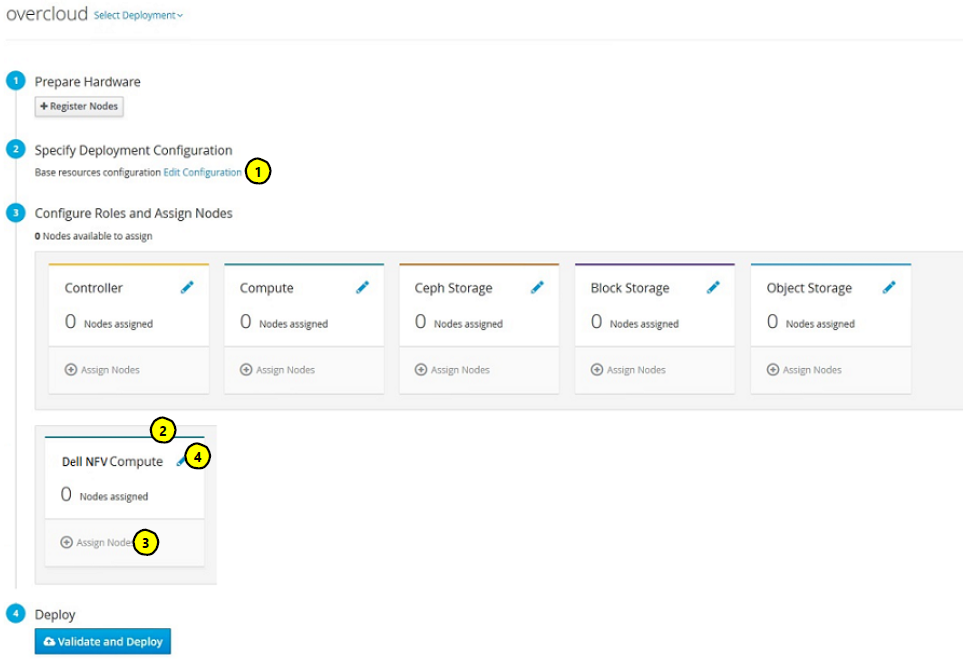 overcloud Select Deployment
1 Prepare Hardware
+ Register Nodes
2 Specify Deployment Configuration
Base resources configuration Edit Configuration 1
3 Configure Roles and Assign Nodes
0 Nodes available to assign
Controller Compute Ceph Storage Block Storage Object Storage
0 Nodes assigned 0 Nodes assigned 0 Nodes assigned 0 Nodes assigned 0 Nodes assigned
Assign Nodes Assign Nodes Assign Nodes Assign Nodes Assign Nodes
2
Dell NFV Compute 4
0 Nodes assigned
Assign Nodes 3
4 Deploy
Validate and Deploy